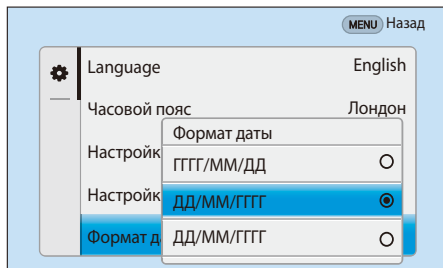 MENU Назад
Language English
Часовой пояс Лондон
Формат даты
Настройк
ГГГГ/ММ/ДД
Настройк
ДД/ММ/ГГГГ
Формат д
ДД/ММ/ГГГГ